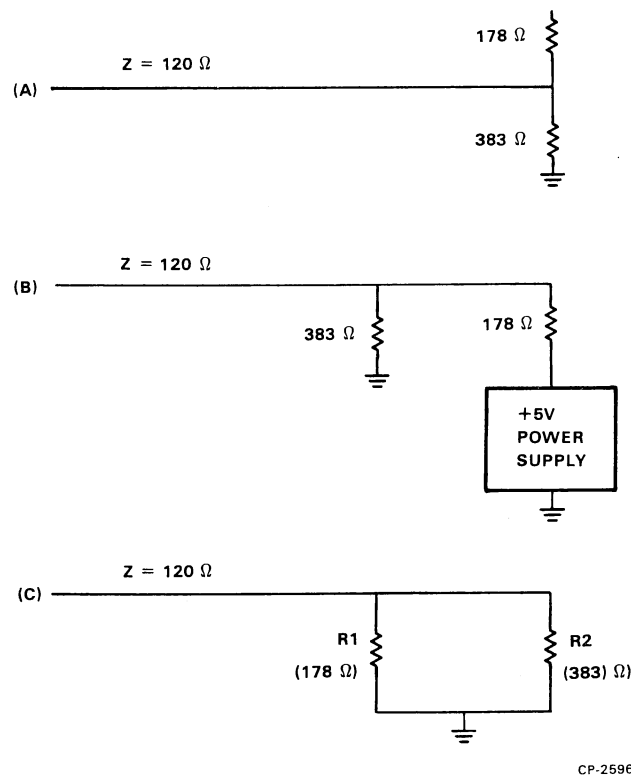 178 Ω
Z = 120 Ω
(A)
383 Ω
Z = 120 Ω
(B)
383 Ω
178 Ω
+5V
POWER
SUPPLY
Z = 120 Ω
(C)
R1
(178 Ω)
R2
(383) Ω)
CP-2596